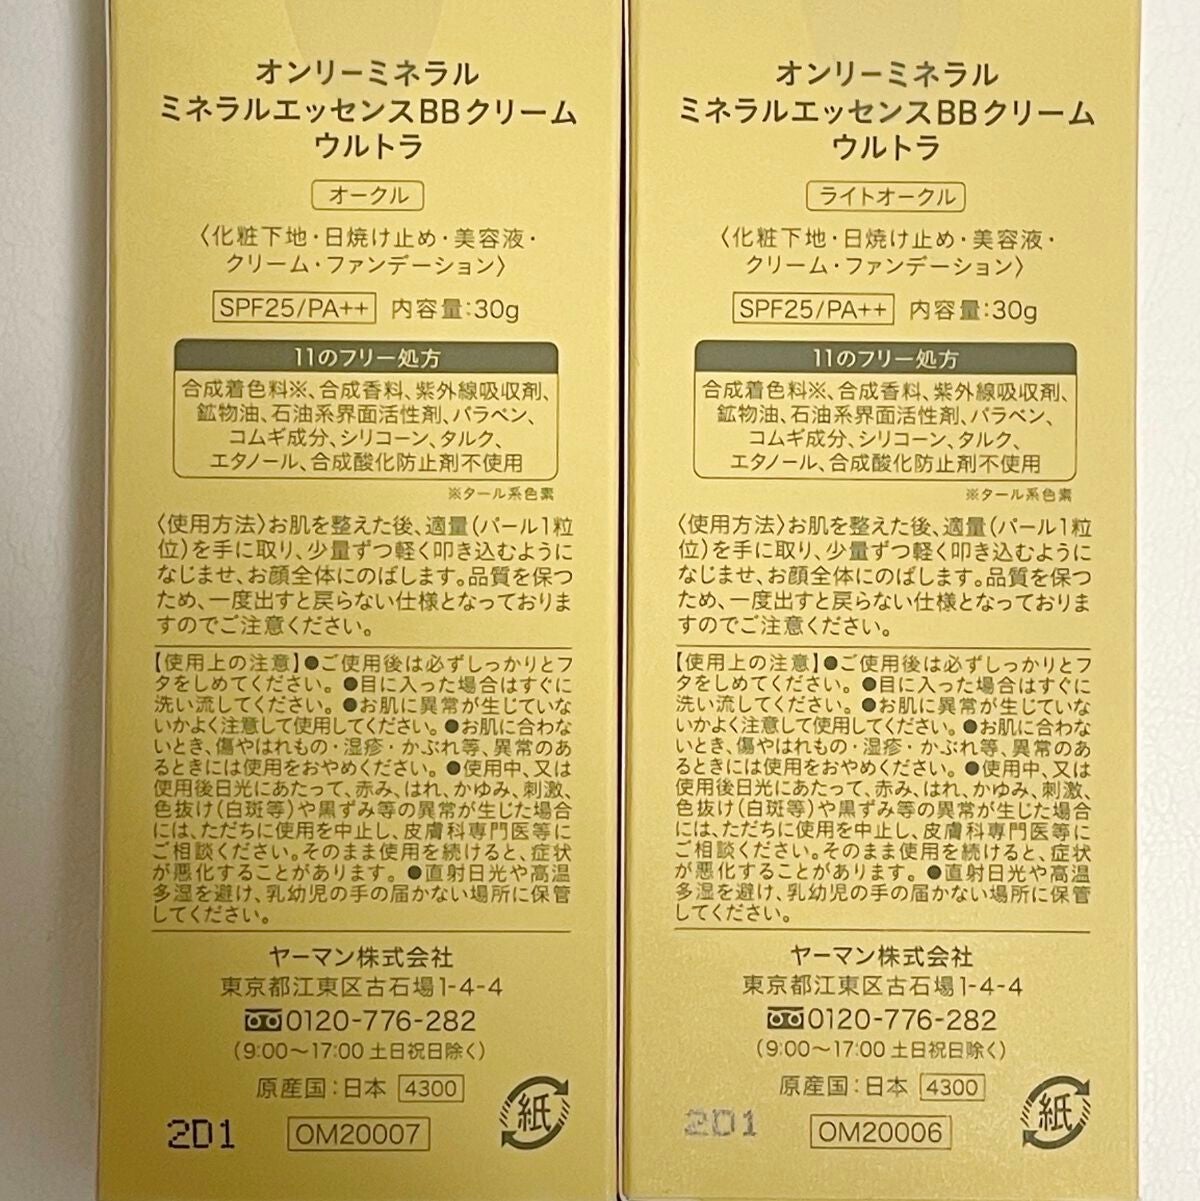 オンリーミネラル
ミネラルエッセンスBBクリーム
ウルトラ
オークル
〈化粧下地・日焼け止め・美容液・
クリーム・ファンデーション〉
SPF25/PA++ 内容量:30g
11のフリー処方
合成着色料※、合成香料、紫外線吸収剤、
鉱物油、石油系界面活性剤、パラベン、
コムギ成分、シリコーン、タルク、
エタノール、合成酸化防止剤不使用
※タール系色素
〈使用方法〉お肌を整えた後、適量(パール1粒
位)を手に取り、少量ずつ軽く叩き込むように
なじませ、お顔全体にのばします。品質を保つ
ため、一度出すと戻らない仕様となっておりま
すのでご注意ください。
【使用上の注意】●ご使用後は必ずしっかりとフ
タをしめてください。●目に入った場合はすぐに
洗い流してください。●お肌に異常が生じていな
いかよく注意して使用してください。●お肌に合わな
いとき、傷やはれもの・湿疹・かぶれ等、異常のあ
るときには使用をおやめください。●使用中、又は
使用後日光にあたって、赤み、はれ、かゆみ、刺激、
色抜け(白斑等)や黒ずみ等の異常が生じた場合
には、ただちに使用を中止し、皮膚科専門医等に
ご相談ください。そのまま使用を続けると、症状
が悪化することがあります。●直射日光や高温
多湿を避け、乳幼児の手の届かない場所に保管
してください。
ヤーマン株式会社
東京都江東区古石場1-4-4
0120-776-282
(9:00〜17:00 土日祝日除く)
原産国:日本 4300
2D1
OM20007
紙
オンリーミネラル
ミネラルエッセンスBBクリーム
ウルトラ
ライトオークル
〈化粧下地・日焼け止め・美容液・
クリーム・ファンデーション〉
SPF25/PA++ 内容量:30g
11のフリー処方
合成着色料※、合成香料、紫外線吸収剤、
鉱物油、石油系界面活性剤、パラベン、
コムギ成分、シリコーン、タルク、
エタノール、合成酸化防止剤不使用
※タール系色素
〈使用方法〉お肌を整えた後、適量(パール1粒
位)を手に取り、少量ずつ軽く叩き込むように
なじませ、お顔全体にのばします。品質を保つ
ため、一度出すと戻らない仕様となっておりま
すのでご注意ください。
【使用上の注意】●ご使用後は必ずしっかりとフ
タをしめてください。●目に入った場合はすぐに
洗い流してください。●お肌に異常が生じていな
いかよく注意して使用してください。●お肌に合わな
いとき、傷やはれもの・湿疹・かぶれ等、異常のあ
るときには使用をおやめください。●使用中、又は
使用後日光にあたって、赤み、はれ、かゆみ、刺激、
色抜け(白斑等)や黒ずみ等の異常が生じた場合
には、ただちに使用を中止し、皮膚科専門医等に
ご相談ください。そのまま使用を続けると、症状
が悪化することがあります。●直射日光や高温
多湿を避け、乳幼児の手の届かない場所に保管
してください。
ヤーマン株式会社
東京都江東区古石場1-4-4
0120-776-282
(9:00〜17:00 土日祝日除く)
原産国:日本 4300
2D1
OM20006
紙